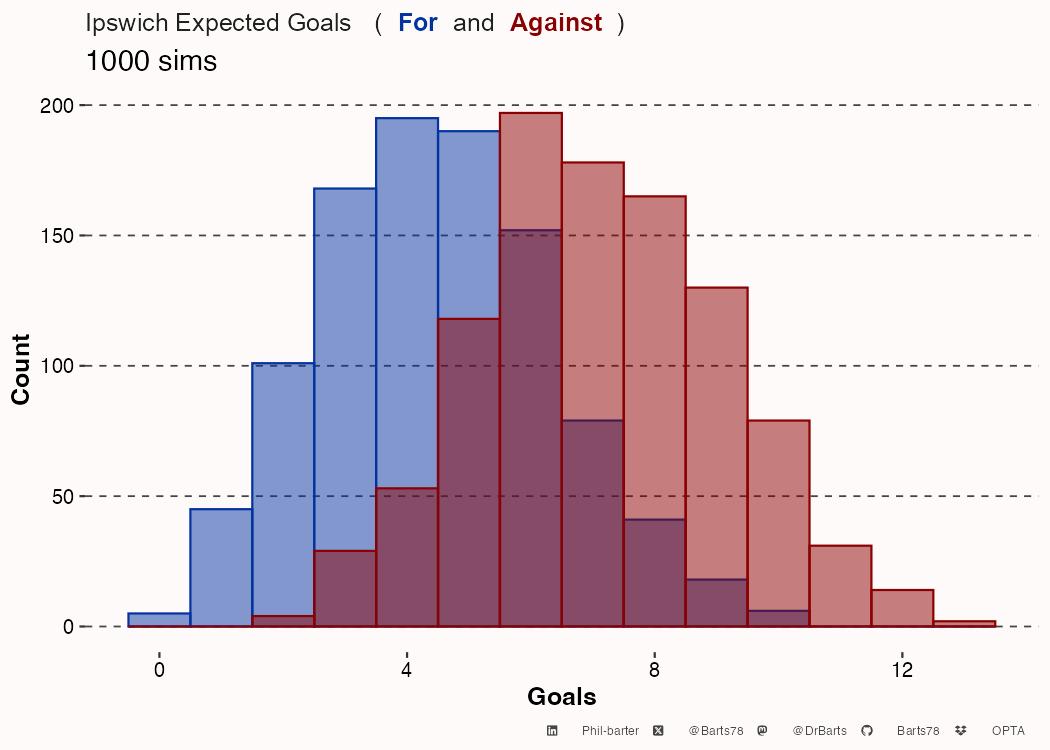 Ipswich Expected Goals ( For and Against )
1000 sims
200
150
100
50
0
Count
0 4 8 12
Goals
Phil-barter @Barts78 @DrBarts Barts78 OPTA